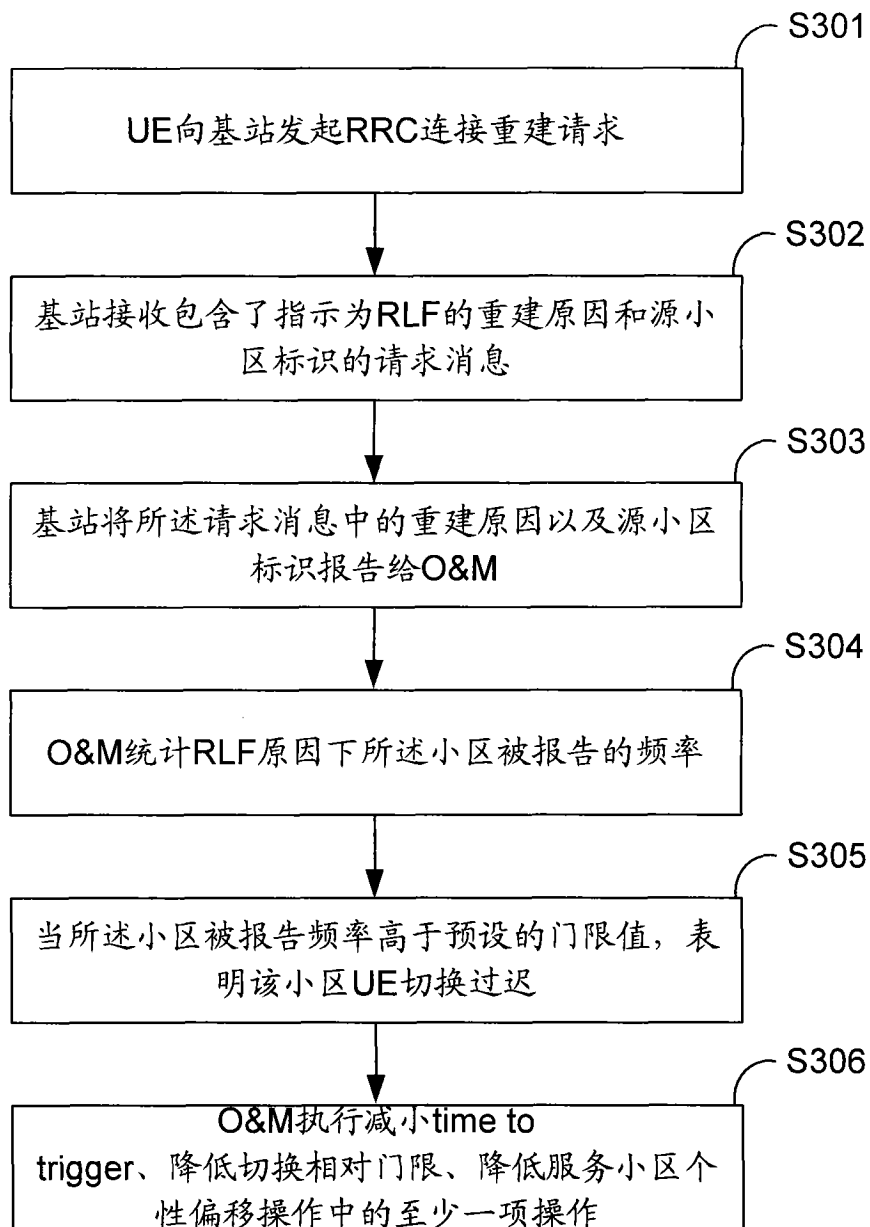 S301
UE向基站发起RRC连接重建请求
S302
基站接收包含了指示为RLF的重建原因和源小
区标识的请求消息
S303
基站将所述请求消息中的重建原因以及源小区
标识报告给O&M
S304
O&M统计RLF原因下所述小区被报告的频率
S305
当所述小区被报告频率高于预设的门限值，表
明该小区UE切换过迟
S306
O&M执行减小time to
trigger、降低切换相对门限、降低服务小区个
性偏移操作中的至少一项操作